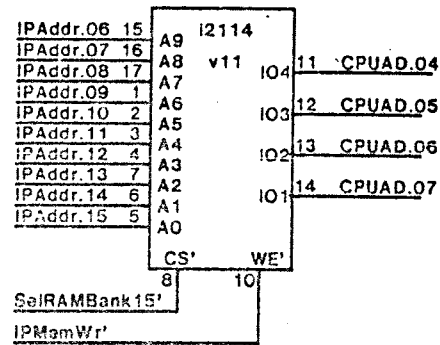 i2114
v11
IPAddr.06 15 A9
IPAddr.07 16 A8
IPAddr.08 17 A7
IPAddr.09 1 A6
IPAddr.10 2 A5
IPAddr.11 3 A4
IPAddr.12 4 A3
IPAddr.13 7 A2
IPAddr.14 6 A1
IPAddr.15 5 A0
IO4 11 CPUAD.04
IO3 12 CPUAD.05
IO2 13 CPUAD.06
IO1 14 CPUAD.07
CS' WE'
8 10
SelRAMBank15'
IPMemWr'